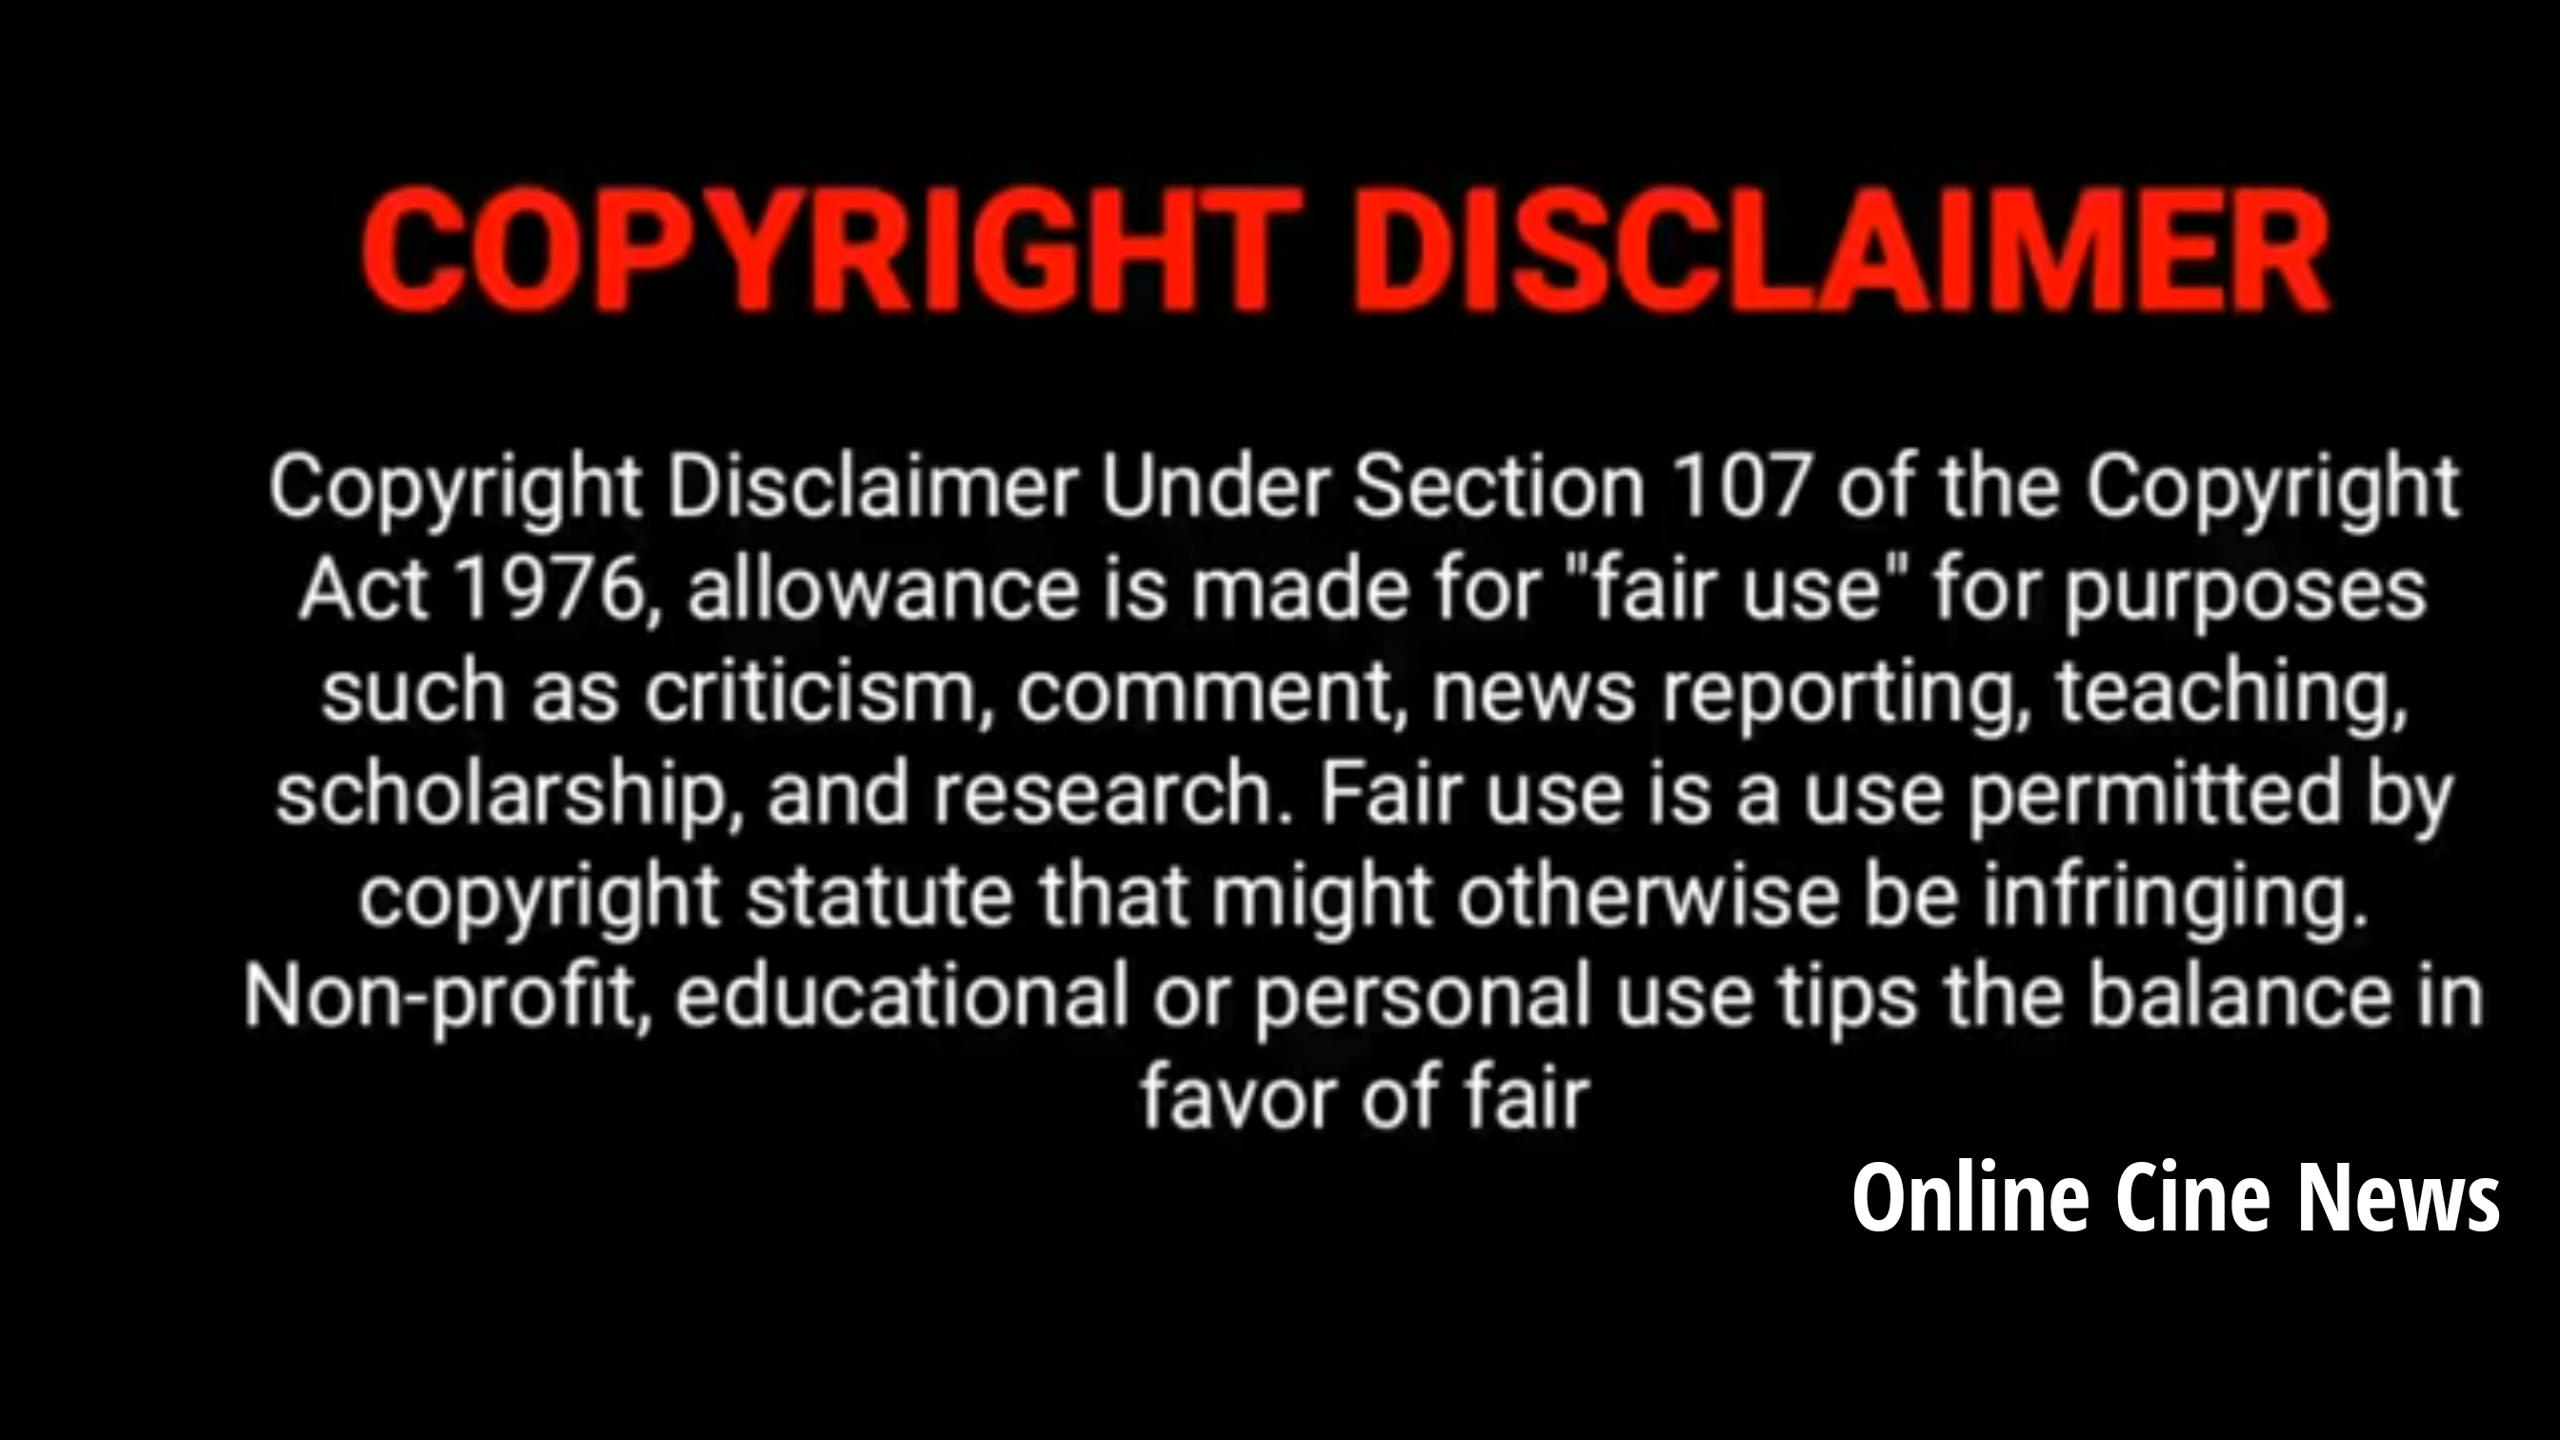 COPYRIGHT DISCLAIMER
Copyright Disclaimer Under Section 107 of the Copyright
Act 1976, allowance is made for "fair use" for purposes
such as criticism, comment, news reporting, teaching,
scholarship, and research. Fair use is a use permitted by
copyright statute that might otherwise be infringing.
Non-profit, educational or personal use tips the balance in
favor of fair
Online Cine News